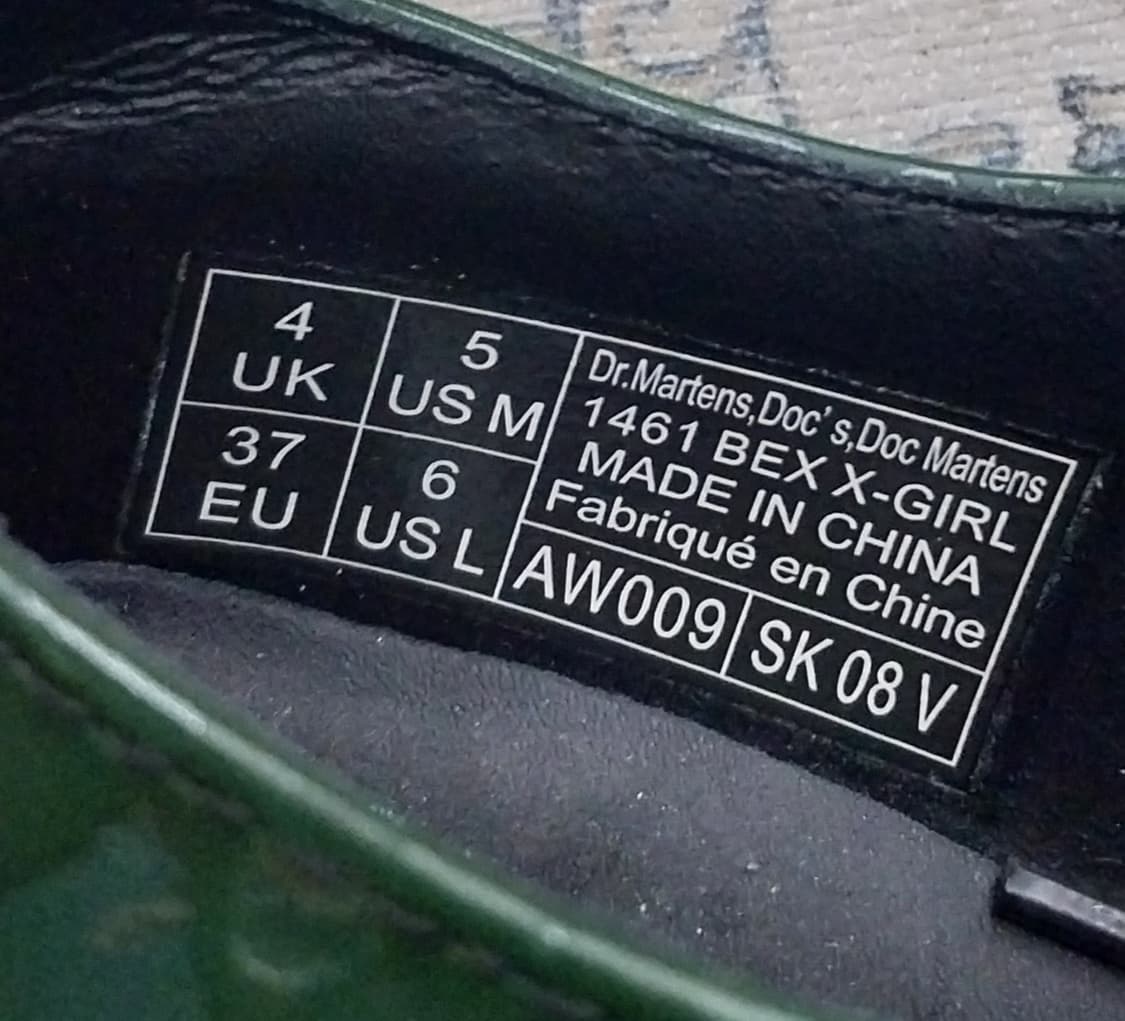 4
UK
5
US M
37
EU
6
US L
Dr.Martens,Doc's,Doc Martens
1461 BEX X-GIRL
MADE IN CHINA
Fabriqué en Chine
AW009
SK 08 V